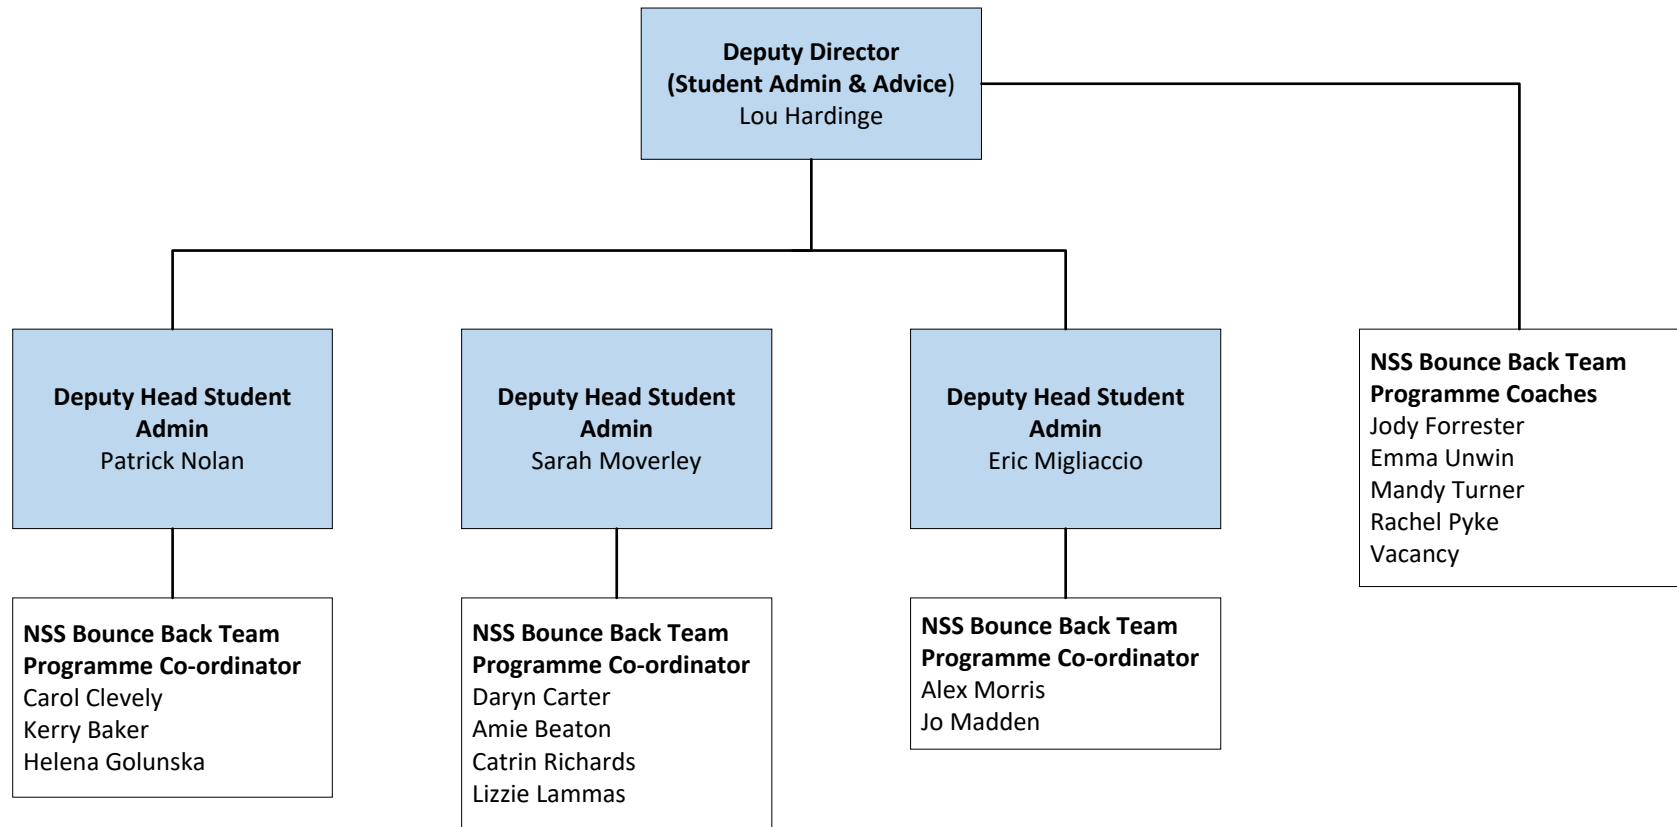 Deputy Director
(Student Admin & Advice)
Lou Hardinge
Deputy Head Student
Admin
Patrick Nolan
Deputy Head Student
Admin
Sarah Moverley
Deputy Head Student
Admin
Eric Migliaccio
NSS Bounce Back Team
Programme Coaches
Jody Forrester
Emma Unwin
Mandy Turner
Rachel Pyke
Vacancy
NSS Bounce Back Team
Programme Co-ordinator
Carol Clevely
Kerry Baker
Helena Golunska
NSS Bounce Back Team
Programme Co-ordinator
Daryn Carter
Amie Beaton
Catrin Richards
Lizzie Lammas
NSS Bounce Back Team
Programme Co-ordinator
Alex Morris
Jo Madden